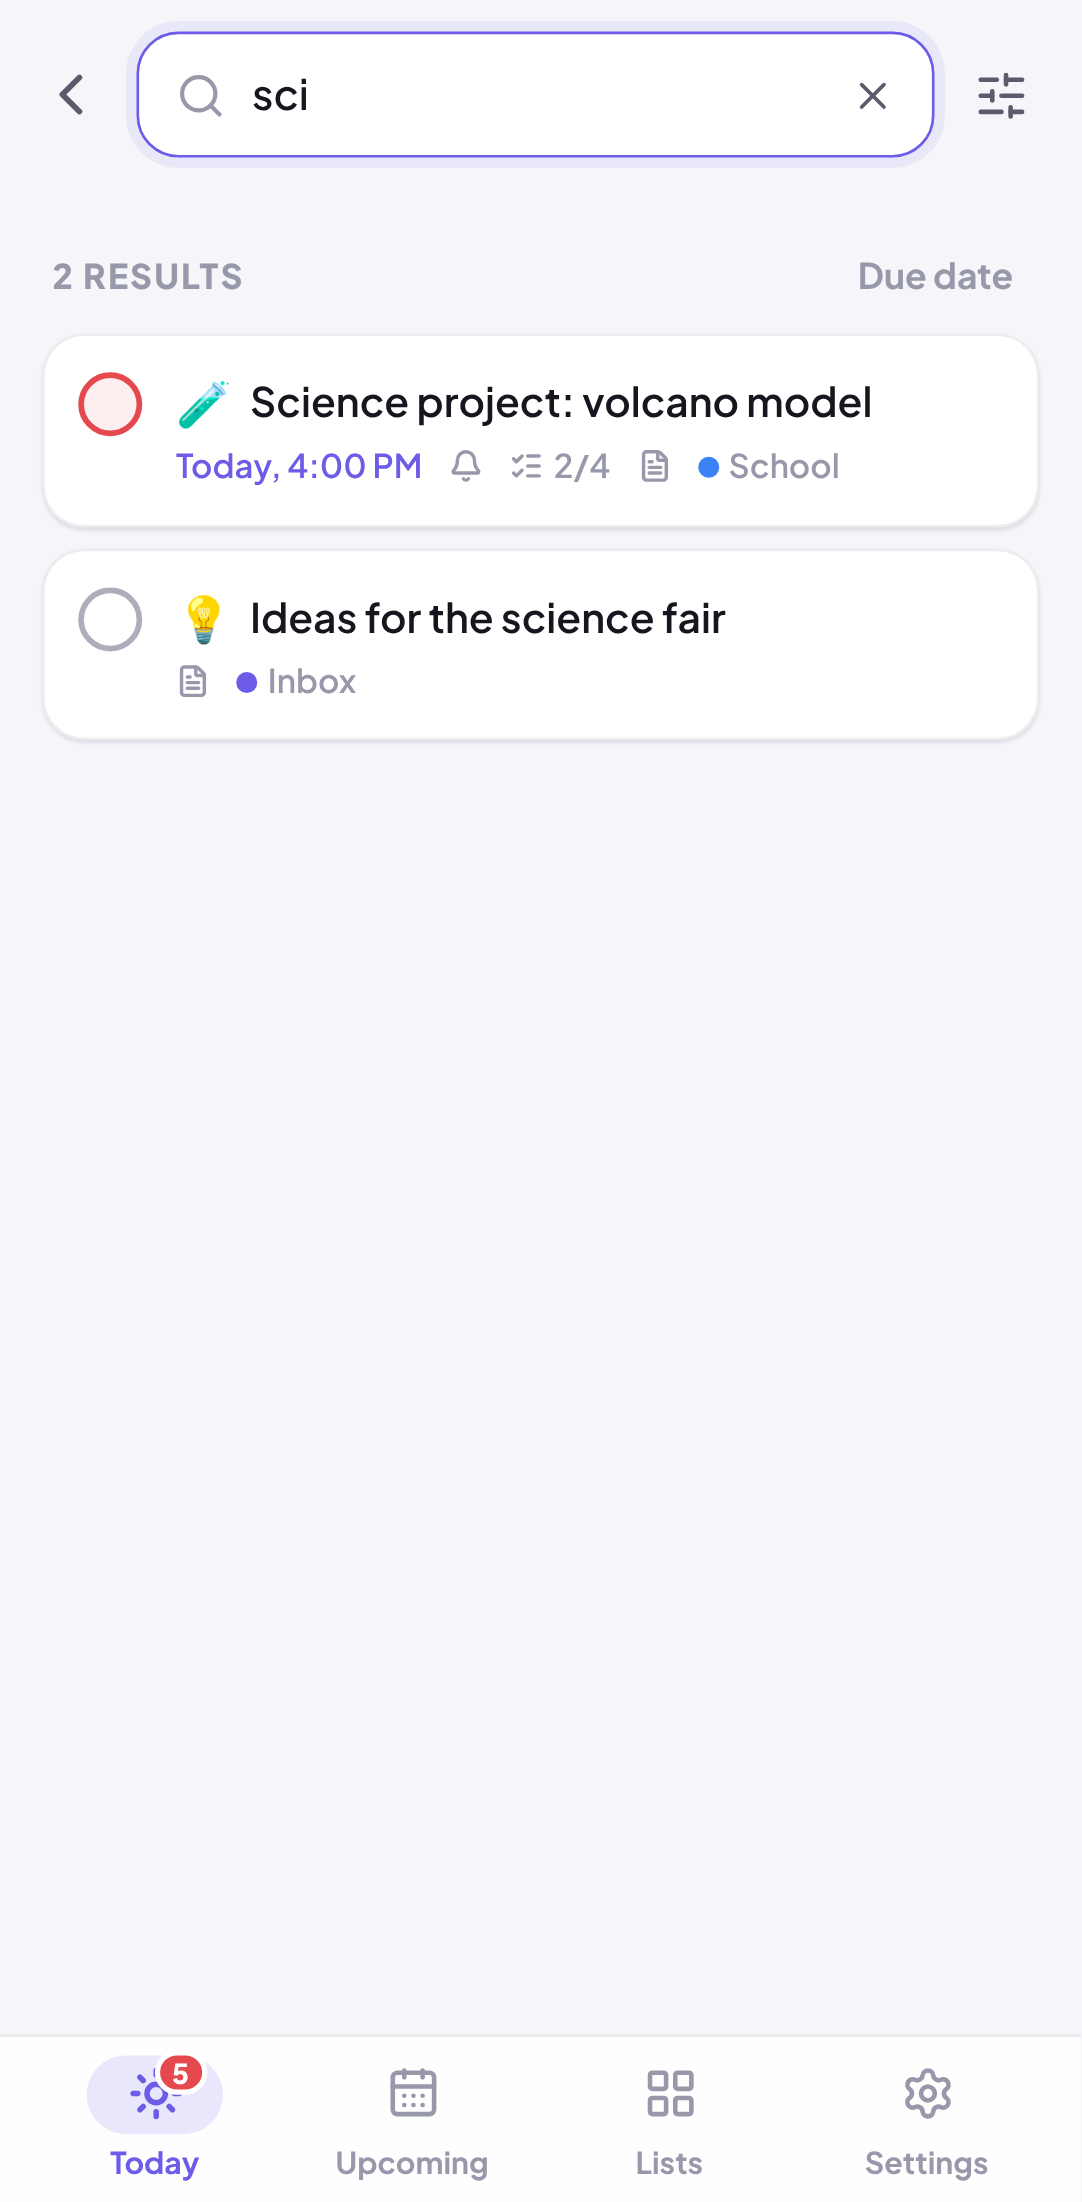 sci
2 RESULTS
Due date
Science project: volcano model
Today, 4:00 PM 2/4 School
Ideas for the science fair
Inbox
5
Today
Upcoming
Lists
Settings